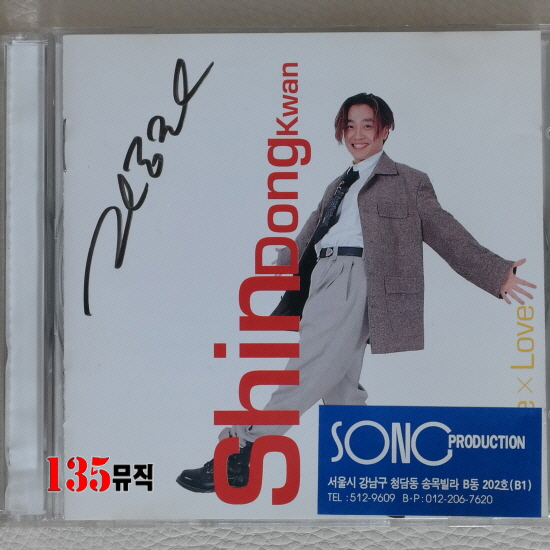 Shin Dong Kwan
× Love
SONG PRODUCTION
서울시 강남구 청담동 송목빌라 B동 202호(B1)
TEL : 512-9609 B·P : 012-206-7620
135뮤직